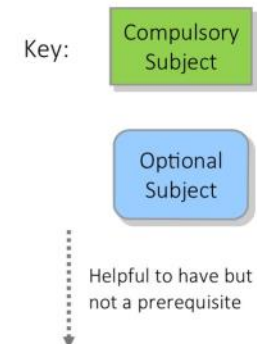 Key:
Compulsory
Subject
Optional
Subject
Helpful to have but
not a prerequisite